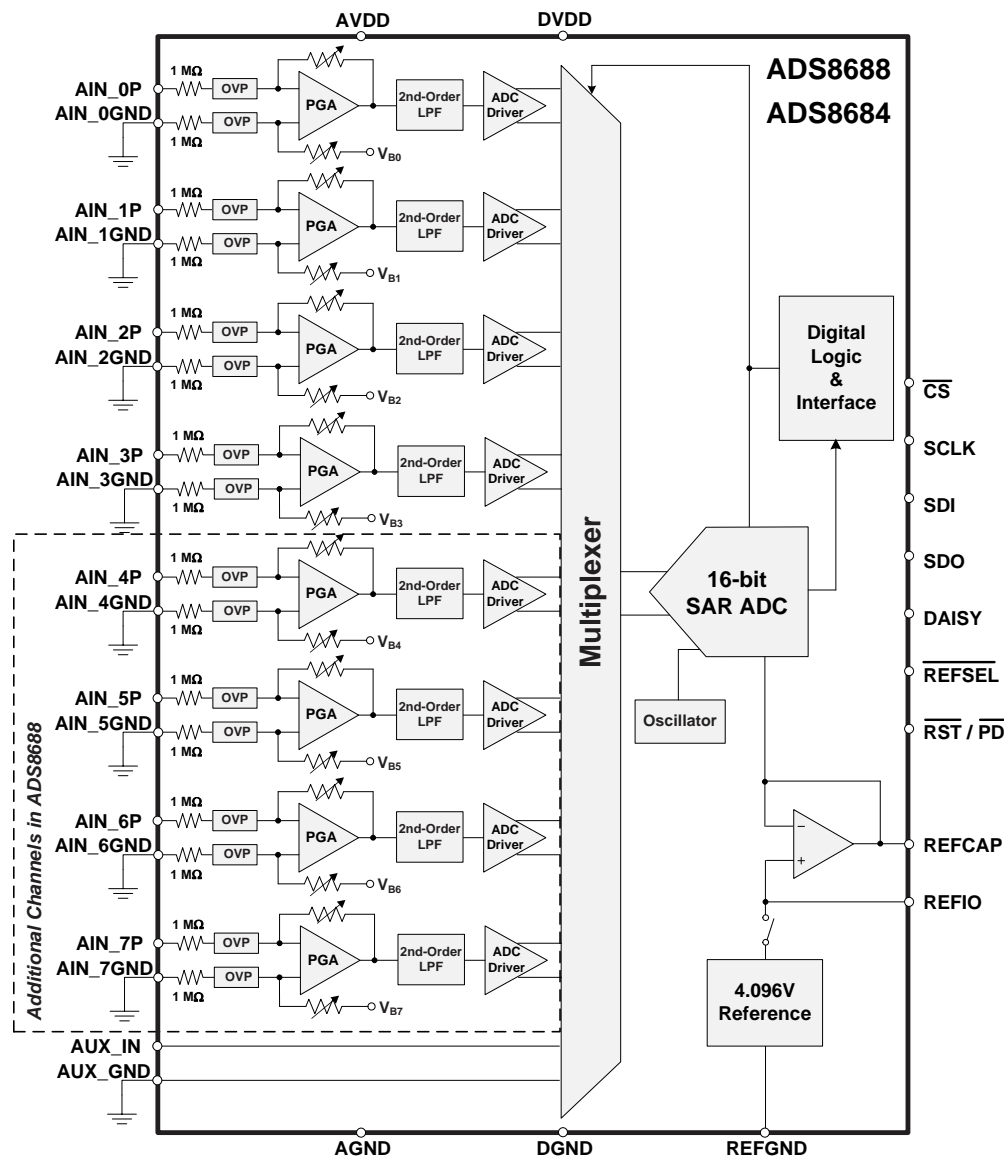 AVDD
DVDD
ADS8688
ADS8684
1 MΩ
AIN_0P
OVP
PGA
2nd-Order
LPF
ADC
Driver
AIN_0GND
OVP
1 MΩ
VB0
1 MΩ
AIN_1P
OVP
PGA
2nd-Order
LPF
ADC
Driver
AIN_1GND
OVP
1 MΩ
VB1
1 MΩ
AIN_2P
OVP
PGA
2nd-Order
LPF
ADC
Driver
AIN_2GND
OVP
1 MΩ
VB2
1 MΩ
AIN_3P
OVP
PGA
2nd-Order
LPF
ADC
Driver
AIN_3GND
OVP
1 MΩ
VB3
Additional Channels in ADS8688
1 MΩ
AIN_4P
OVP
PGA
2nd-Order
LPF
ADC
Driver
AIN_4GND
OVP
1 MΩ
VB4
1 MΩ
AIN_5P
OVP
PGA
2nd-Order
LPF
ADC
Driver
AIN_5GND
OVP
1 MΩ
VB5
1 MΩ
AIN_6P
OVP
PGA
2nd-Order
LPF
ADC
Driver
AIN_6GND
OVP
1 MΩ
VB6
1 MΩ
AIN_7P
OVP
PGA
2nd-Order
LPF
ADC
Driver
AIN_7GND
OVP
1 MΩ
VB7
AUX_IN
AUX_GND
Multiplexer
Digital
Logic
&
Interface
16-bit
SAR ADC
Oscillator
−
+
4.096V
Reference
CS
SCLK
SDI
SDO
DAISY
REFSEL
RST / PD
REFCAP
REFIO
AGND
DGND
REFGND